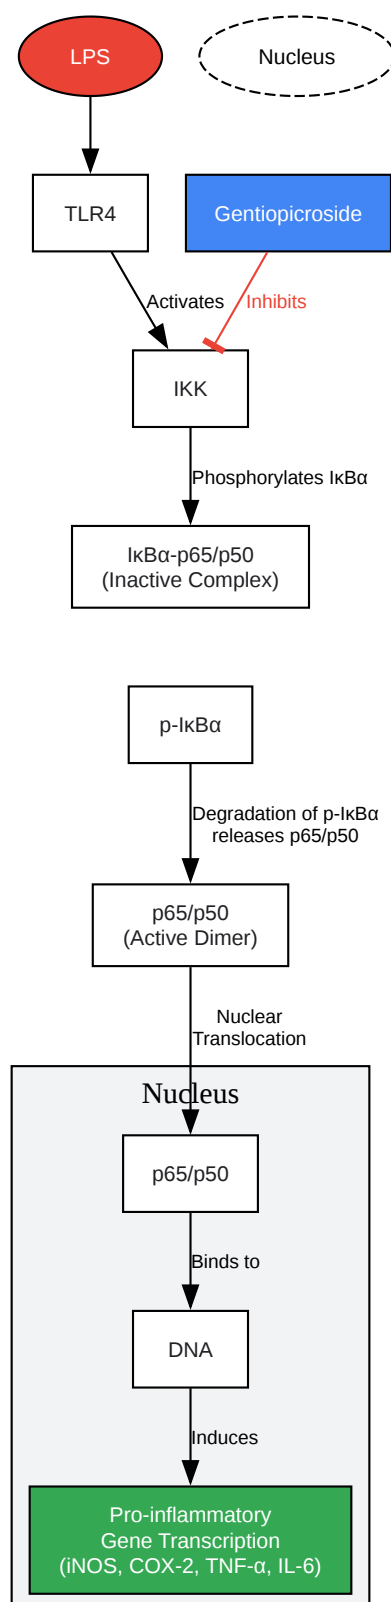 LPS
Nucleus
TLR4
Gentiopicroside
Activates
Inhibits
IKK
Phosphorylates IκBα
IκBα-p65/p50
(Inactive Complex)
p-IκBα
Degradation of p-IκBα
releases p65/p50
p65/p50
(Active Dimer)
Nuclear
Translocation
Nucleus
p65/p50
Binds to
DNA
Induces
Pro-inflammatory
Gene Transcription
(iNOS, COX-2, TNF-α, IL-6)